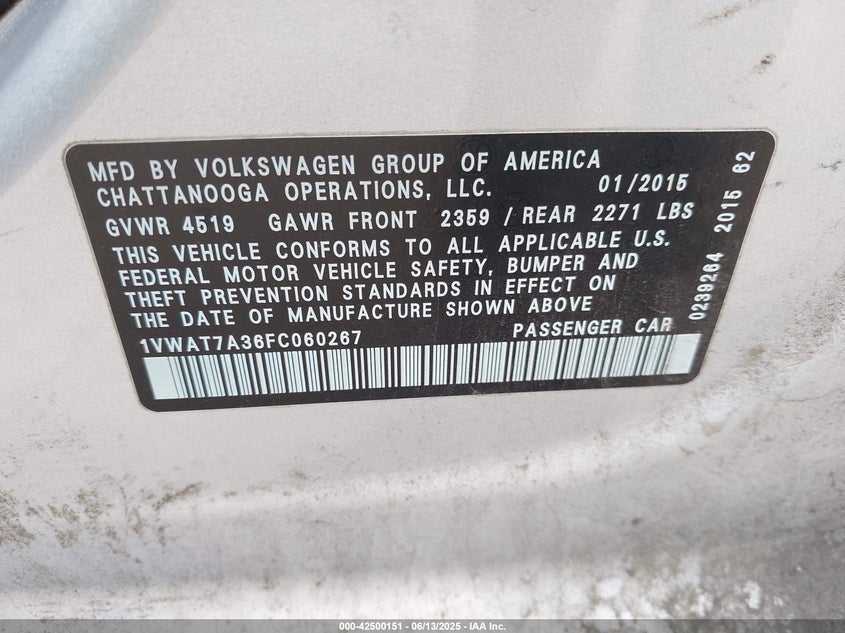 MFD BY VOLKSWAGEN GROUP OF AMERICA
CHATTANOOGA OPERATIONS, LLC. 01/2015
GVWR 4519 GAWR FRONT 2359 / REAR 2271 LBS
THIS VEHICLE CONFORMS TO ALL APPLICABLE U.S.
FEDERAL MOTOR VEHICLE SAFETY, BUMPER AND
THEFT PREVENTION STANDARDS IN EFFECT ON
THE DATE OF MANUFACTURE SHOWN ABOVE
1VWAT7A36FC060267 PASSENGER CAR
0239264 2015 62
000-42500151 - 06/13/2025 - IAA Inc.